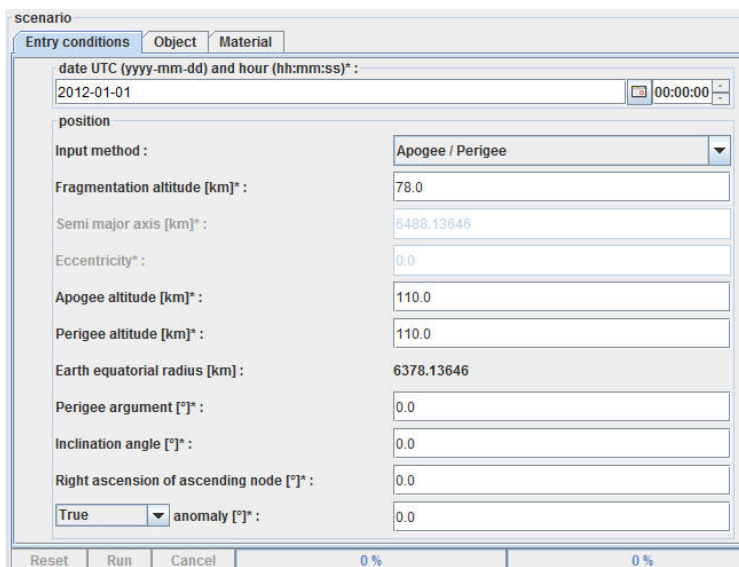 scenario
Entry conditions Object Material
date UTC (yyyy-mm-dd) and hour (hh:mm:ss)* :
2012-01-01 00:00:00
position
Input method : Apogee / Perigee
Fragmentation altitude [km]* : 78.0
Semi major axis [km]* : 6488.13646
Eccentricity* : 0.0
Apogee altitude [km]* : 110.0
Perigee altitude [km]* : 110.0
Earth equatorial radius [km] : 6378.13646
Perigee argument [°]* : 0.0
Inclination angle [°]* : 0.0
Right ascension of ascending node [°]* : 0.0
True anomaly [°]* : 0.0
Reset Run Cancel 0 % 0 %